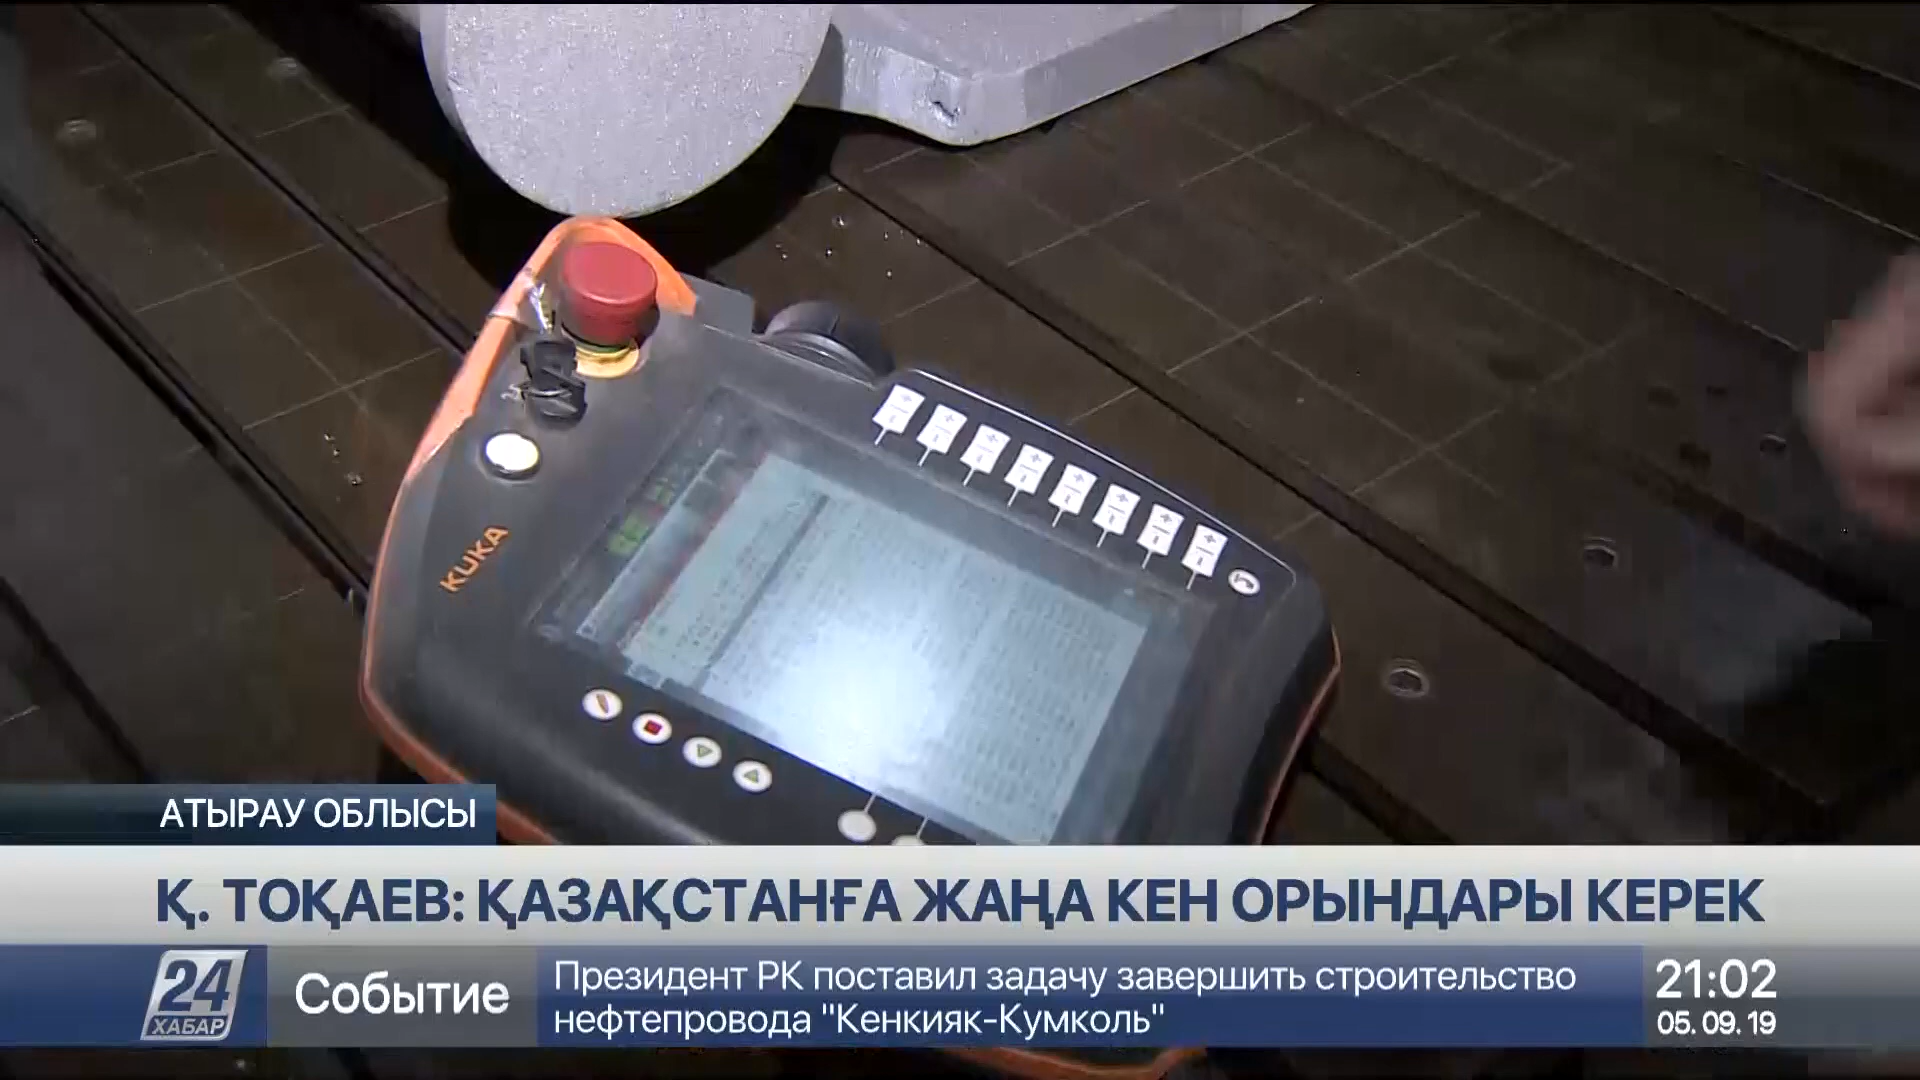 KUKA
АТЫРАУ ОБЛЫСЫ
Қ. ТОҚАЕВ: ҚАЗАҚСТАНҒА ЖАҢА КЕН ОРЫНДАРЫ КЕРЕК
24
ХАБАР
Событие
Президент РК поставил задачу завершить строительство
нефтепровода "Кенкияк-Кумколь"
21:02
05. 09. 19